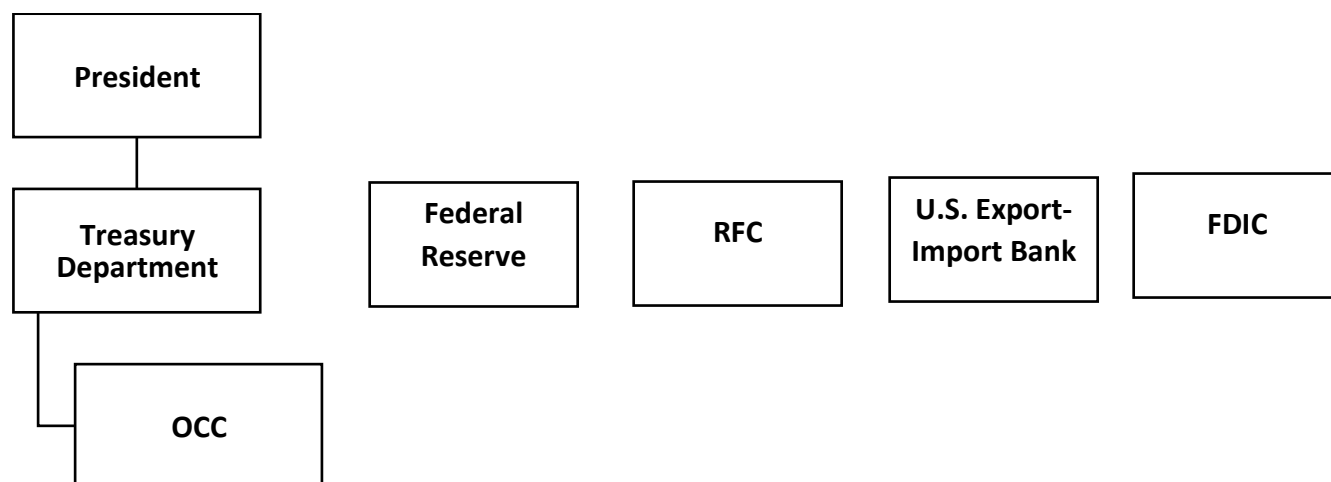 President
Treasury
Department
Federal
Reserve
RFC
U.S. Export-
Import Bank
FDIC
OCC